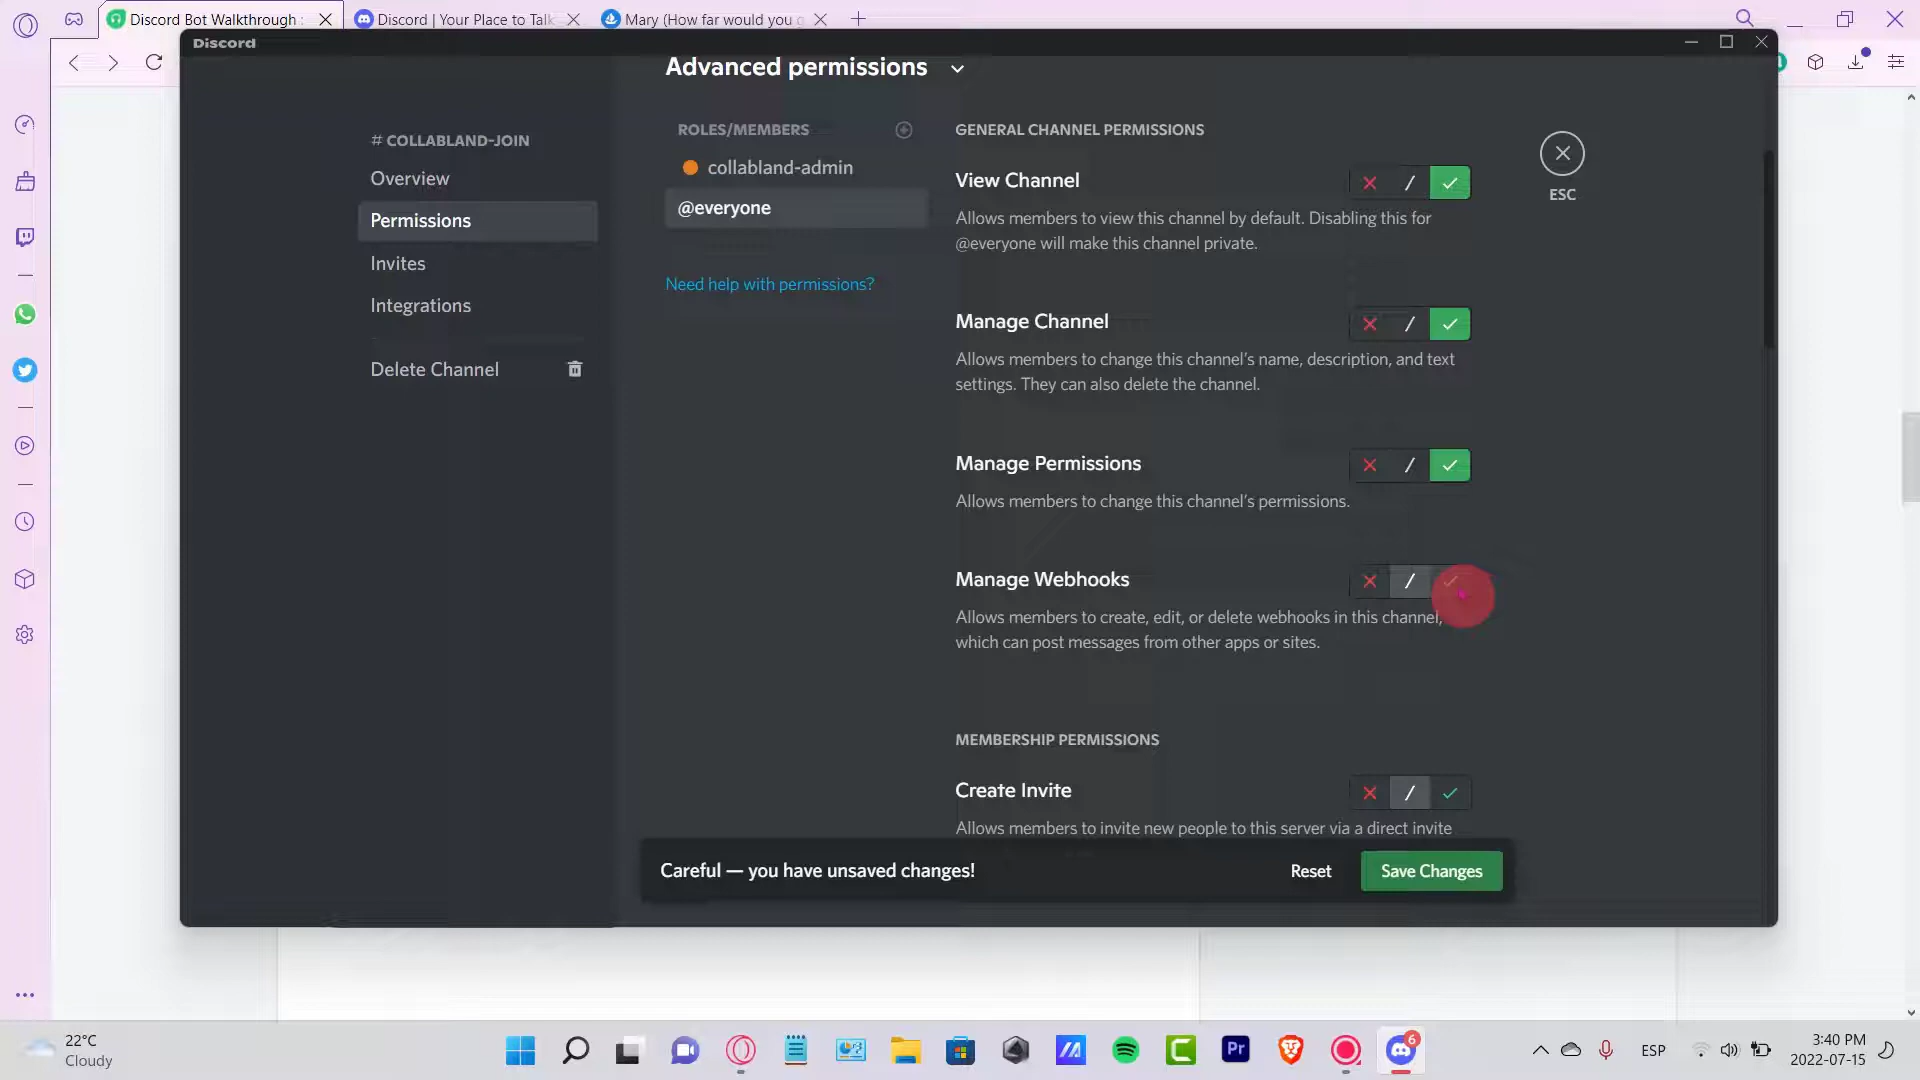 Discord Bot Walkthrough :
Discord | Your Place to Talk
Mary (How far would you g
Discord
Advanced permissions
# COLLABLAND-JOIN
Overview
Permissions
Invites
Integrations
Delete Channel
ROLES/MEMBERS
collabland-admin
@everyone
Need help with permissions?
GENERAL CHANNEL PERMISSIONS
View Channel
Allows members to view this channel by default. Disabling this for
@everyone will make this channel private.
Manage Channel
Allows members to change this channel's name, description, and text
settings. They can also delete the channel.
Manage Permissions
Allows members to change this channel's permissions.
Manage Webhooks
Allows members to create, edit, or delete webhooks in this channel,
which can post messages from other apps or sites.
MEMBERSHIP PERMISSIONS
Create Invite
Allows members to invite new people to this server via a direct invite
ESC
Careful — you have unsaved changes!
Reset
Save Changes
22°C
Cloudy
Pr
6
ESP
3:40 PM
2022-07-15